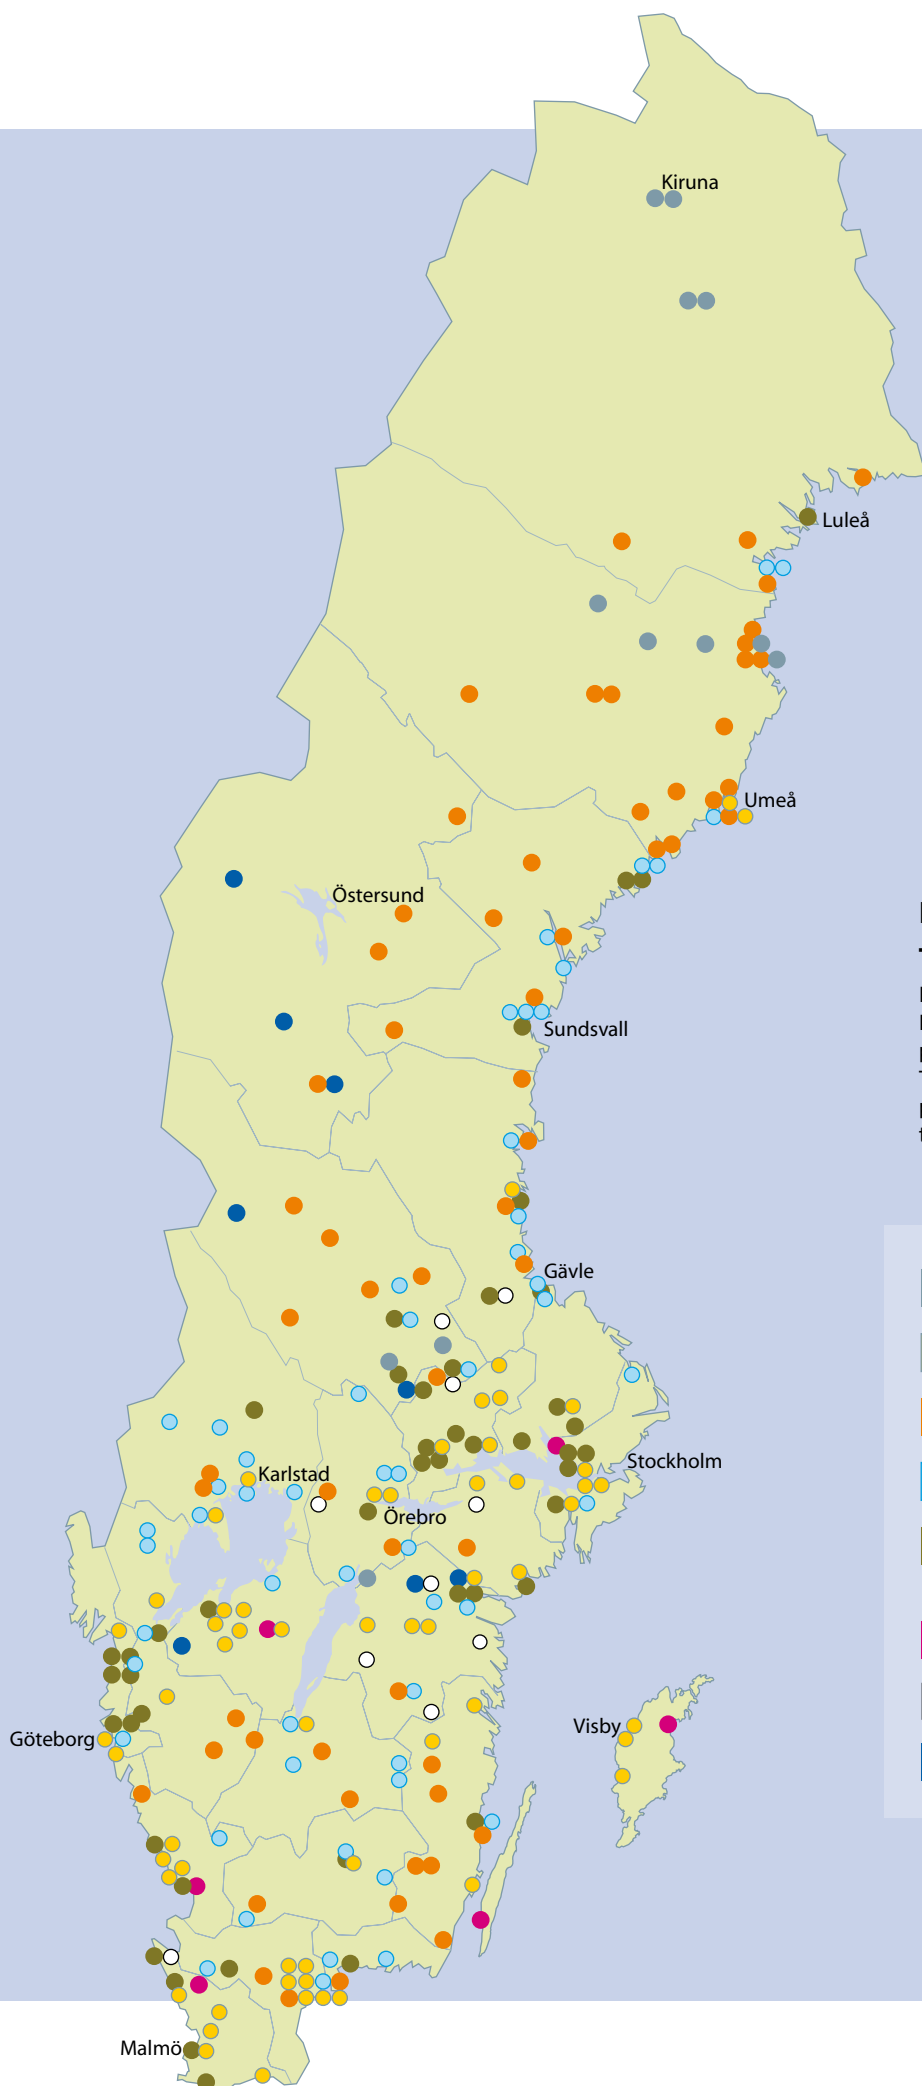 Kiruna
Luleå
Umeå
Östersund
Sundsvall
Gävle
Stockholm
Karlstad
Örebro
Visby
Göteborg
Malmö